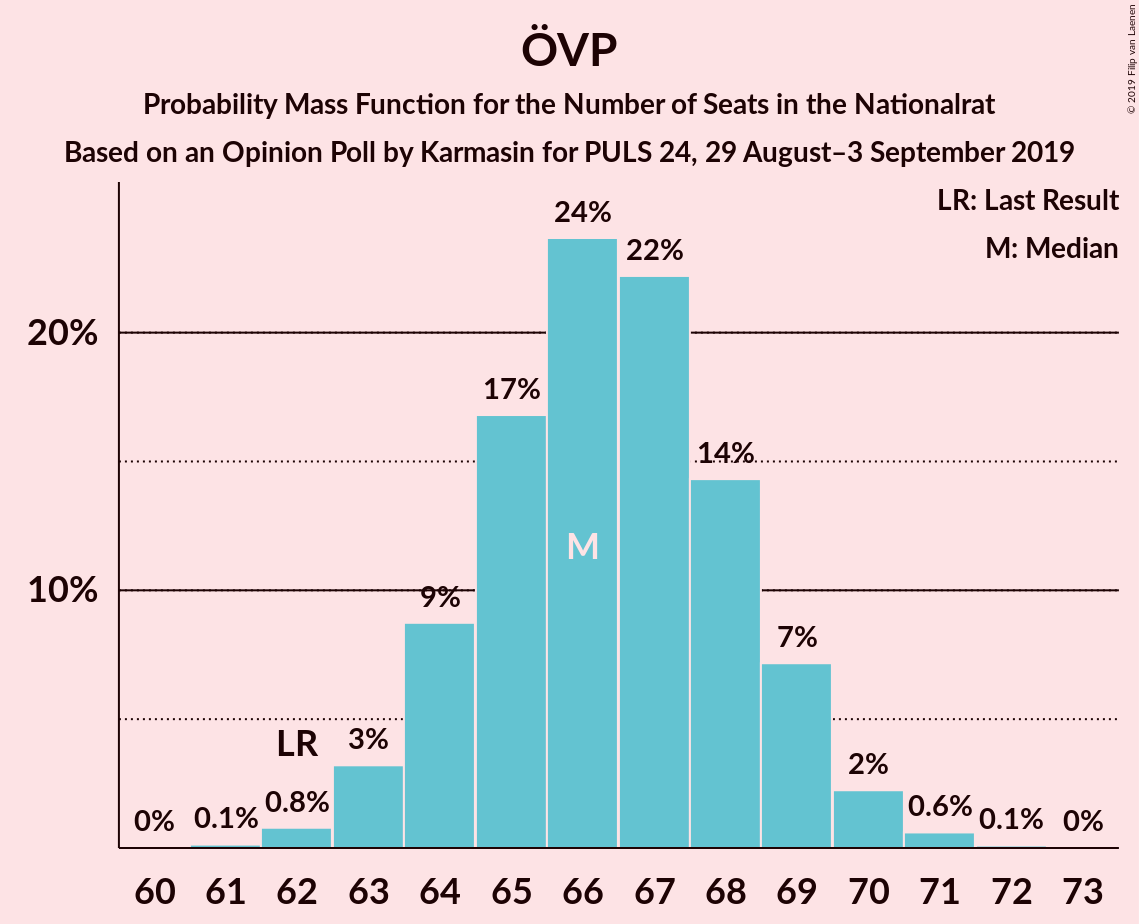 ÖVP
Probability Mass Function for the Number of Seats in the Nationalrat
Based on an Opinion Poll by Karmasin for PULS 24, 29 August–3 September 2019
© 2019 Filip van Laenen
LR: Last Result
M: Median
20%
10%
0%
0.1%
0.8%
LR
3%
9%
17%
24%
M
22%
14%
7%
2%
0.6%
0.1%
0%
60 61 62 63 64 65 66 67 68 69 70 71 72 73